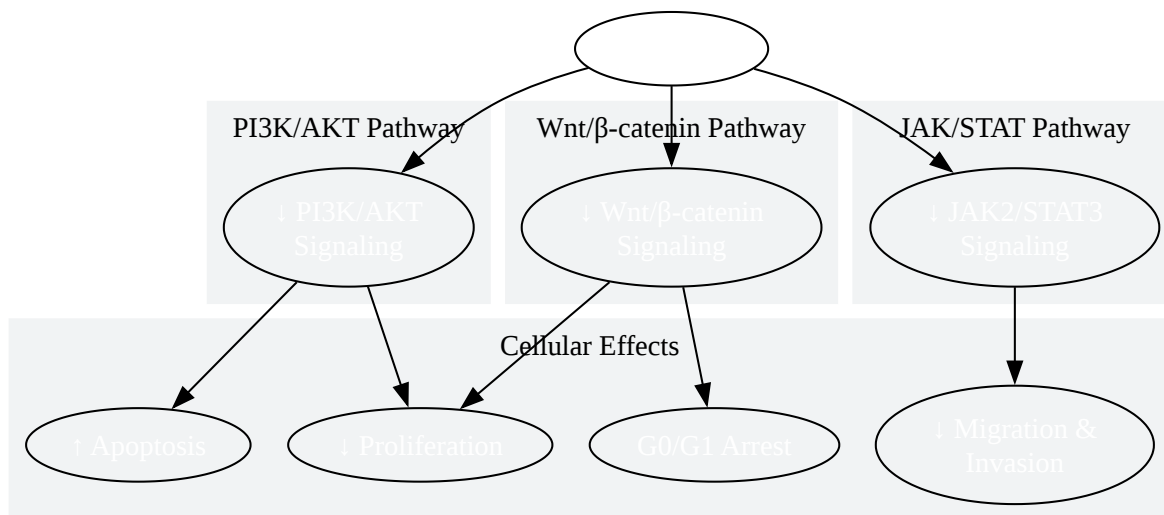 PI3K/AKT Pathway
Wnt/β-catenin Pathway
JAK/STAT Pathway
↓ PI3K/AKT
Signaling
↓ Wnt/β-catenin
Signaling
↓ JAK2/STAT3
Signaling
Cellular Effects
↑ Apoptosis
↓ Proliferation
G0/G1 Arrest
↓ Migration &
Invasion